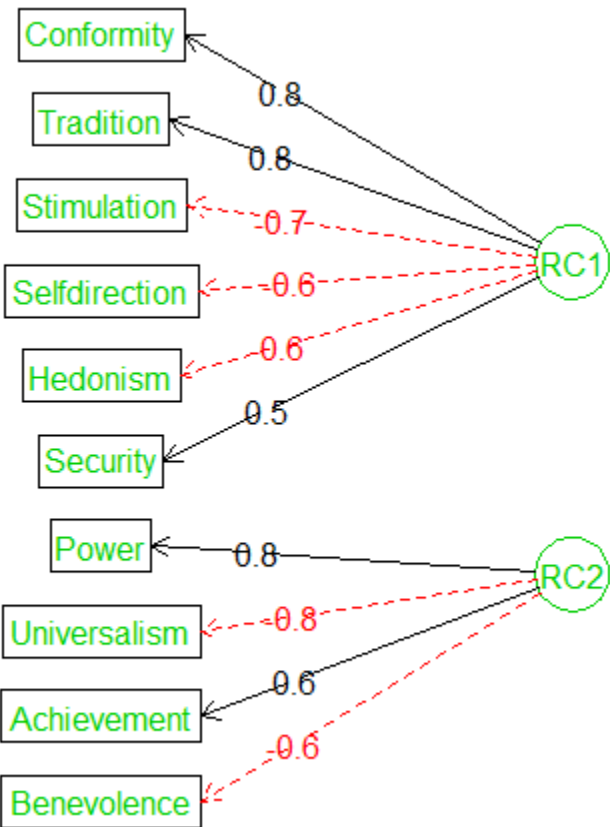 Conformity
0.8
Tradition
0.8
Stimulation
-0.7
RC1
Selfdirection
-0.6
Hedonism
-0.6
Security
0.5
Power
0.8
RC2
Universalism
-0.8
Achievement
0.6
Benevolence
-0.6